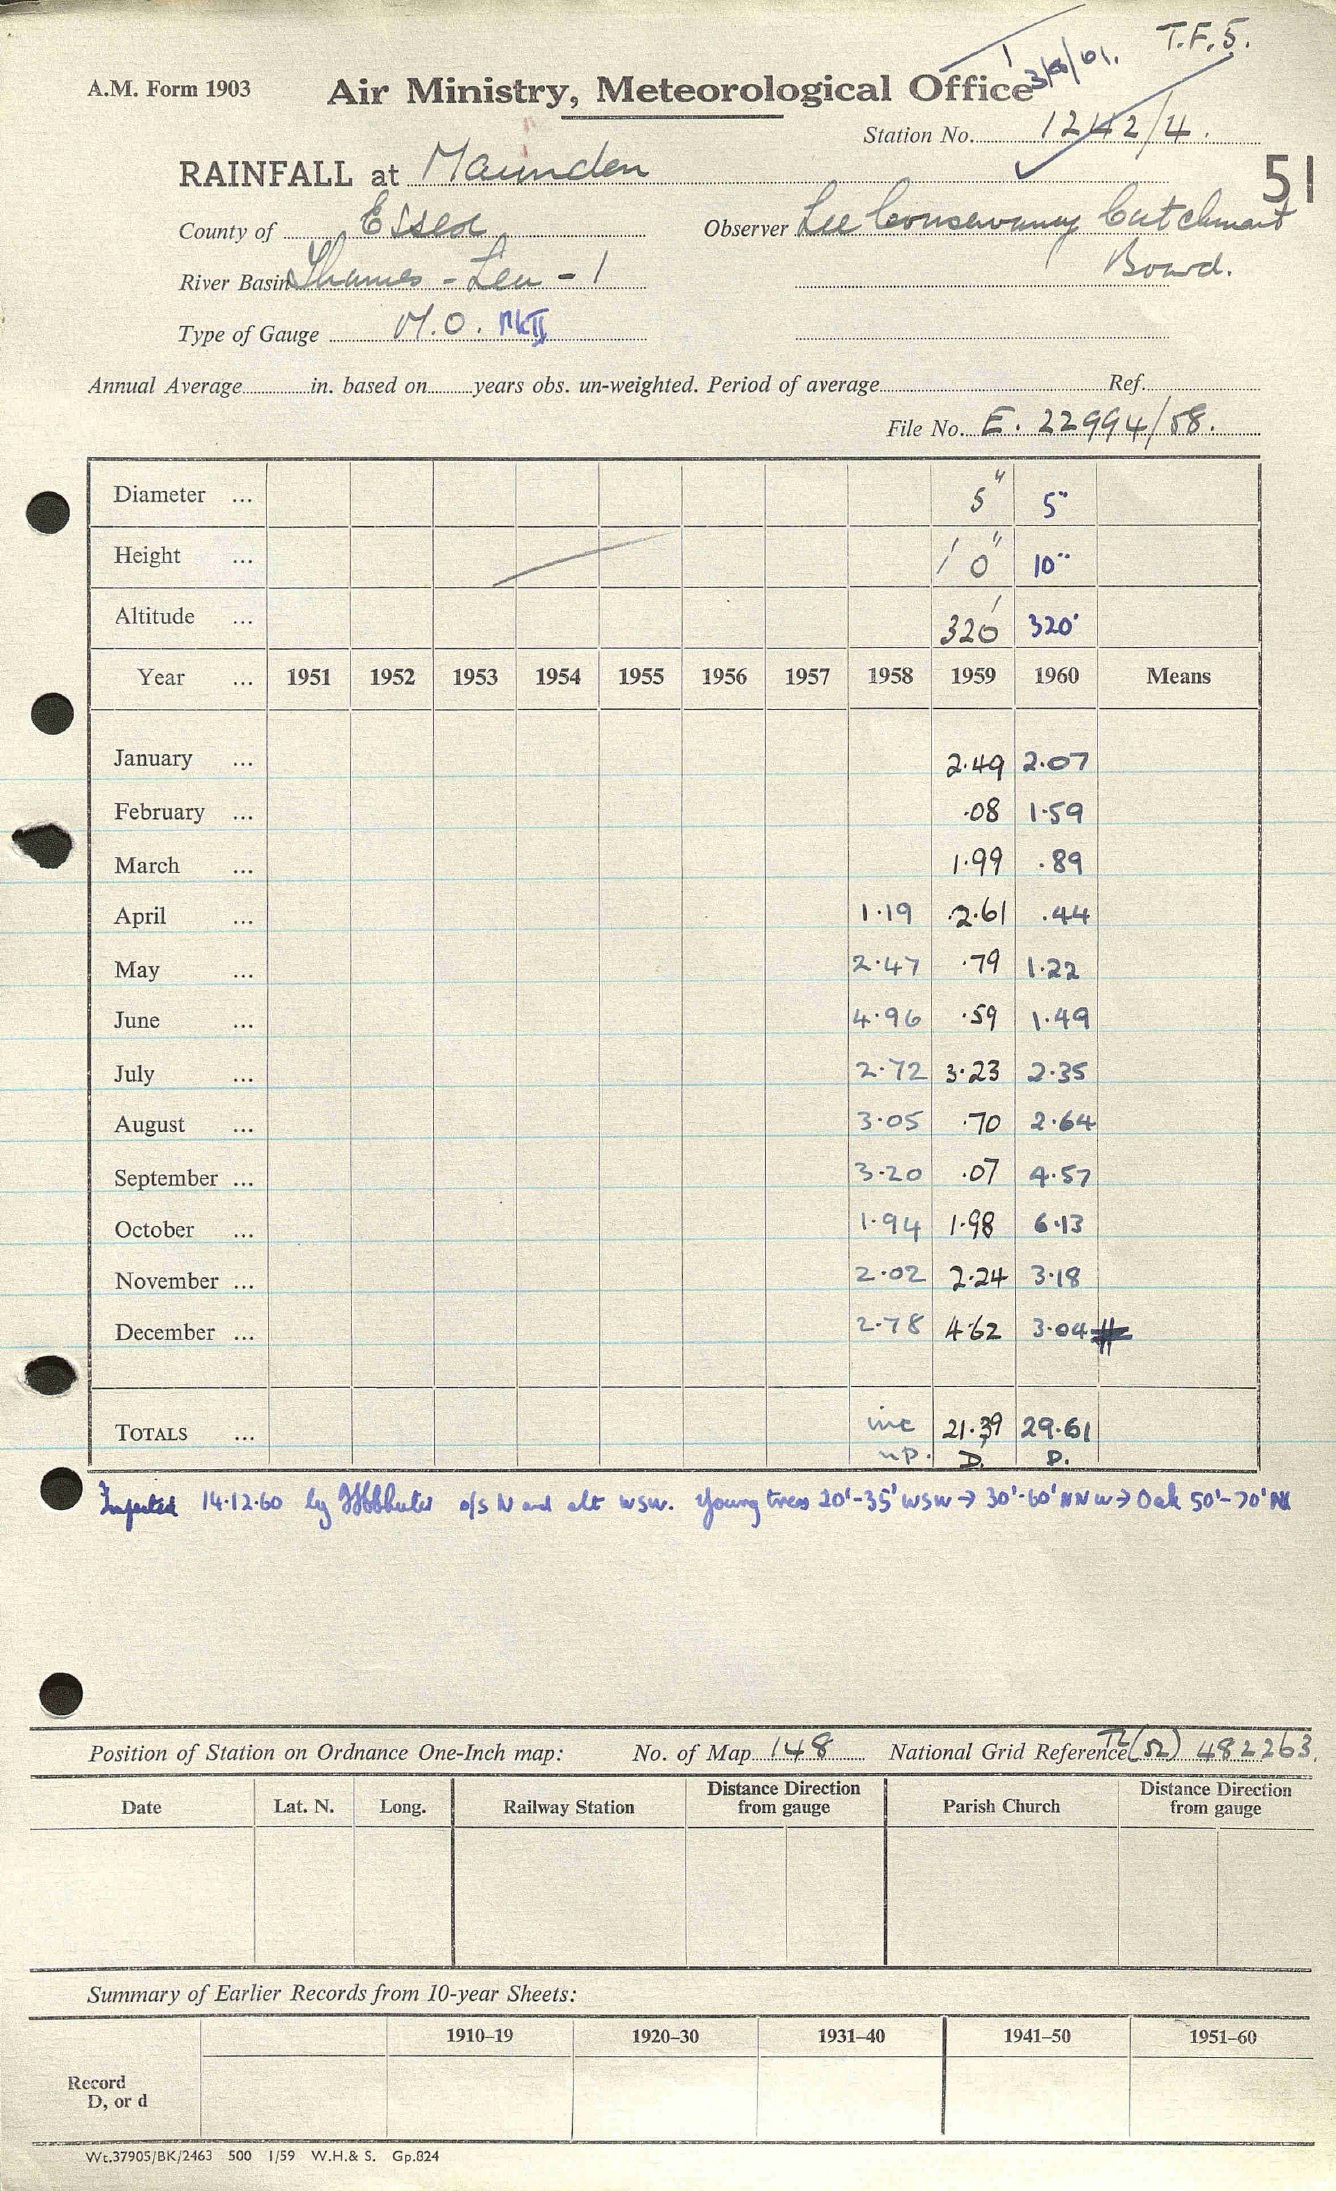 T.F.5.
A.M. Form 1903 Air Ministry, Meteorological Office
Station No. 1242/4.
RAINFALL at Maunden 51
County of Essex Observer Lee Conservancy Catchment
River Basin Thames - Lea - 1 Board.
Type of Gauge M.O. MkII
Annual Average in. based on years obs. un-weighted. Period of average Ref.
File No. E. 22994/58.
Diameter ... 5" 5"
Height ... 1' 0" 10"
Altitude ... 320' 320'
Year ... 1951 1952 1953 1954 1955 1956 1957 1958 1959 1960 Means
January ... 2.49 2.07
February ... .08 1.59
March ... 1.99 .89
April ... 1.19 2.61 .44
May ... 2.47 .79 1.22
June ... 4.96 .59 1.49
July ... 2.72 3.23 2.35
August ... 3.05 .70 2.64
September ... 3.20 .07 4.57
October ... 1.94 1.98 6.13
November ... 2.02 2.24 3.18
December ... 2.78 4.62 3.04
TOTALS ... inc 21.39 29.61
np. D. D.
Inspected 14.12.60 by o/s N and alt WSW. Young trees 20'-35' WSW → 30'-60' NNW → Oak 50'-70'
Position of Station on Ordnance One-Inch map: No. of Map 148 National Grid Reference TL (52) 482263.
Date Lat. N. Long. Railway Station Distance Direction from gauge Parish Church Distance Direction from gauge
Summary of Earlier Records from 10-year Sheets:
1910–19 1920–30 1931–40 1941–50 1951–60
Record
D, or d
Wt.37905/BK/2463 500 1/59 W.H.& S. Gp.824